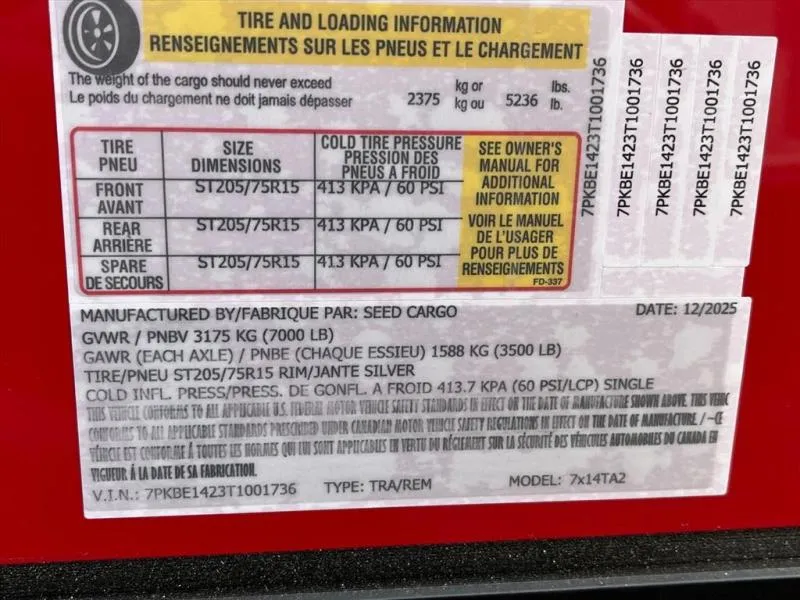 TIRE AND LOADING INFORMATION
RENSEIGNEMENTS SUR LES PNEUS ET LE CHARGEMENT
The weight of the cargo should never exceed kg or lbs.
Le poids du chargement ne doit jamais dépasser 2375 kg ou 5236 lb.
TIRE PNEU SIZE DIMENSIONS COLD TIRE PRESSURE PRESSION DES PNEUS A FROID
FRONT AVANT ST205/75R15 413 KPA / 60 PSI
REAR ARRIÈRE ST205/75R15 413 KPA / 60 PSI
SPARE DE SECOURS ST205/75R15 413 KPA / 60 PSI
SEE OWNER'S
MANUAL FOR
ADDITIONAL
INFORMATION
VOIR LE MANUEL
DE L'USAGER
POUR PLUS DE
RENSEIGNEMENTS
FD-337
7PKBE1423T1001736
7PKBE1423T1001736
7PKBE1423T1001736
7PKBE1423T1001736
7PKBE1423T1001736
MANUFACTURED BY/FABRIQUE PAR: SEED CARGO DATE: 12/2025
GVWR / PNBV 3175 KG (7000 LB)
GAWR (EACH AXLE) / PNBE (CHAQUE ESSIEU) 1588 KG (3500 LB)
TIRE/PNEU ST205/75R15 RIM/JANTE SILVER
COLD INFL. PRESS/PRESS. DE GONFL. A FROID 413.7 KPA (60 PSI/LCP) SINGLE
THIS VEHICLE CONFORMS TO ALL APPLICABLE U.S. FEDERAL MOTOR VEHICLE SAFETY STANDARDS IN EFFECT ON THE DATE OF MANUFACTURE SHOWN ABOVE. THIS VEHIC
CONFORMS TO ALL APPLICABLE STANDARDS PRESCRIBED UNDER CANADIAN MOTOR VEHICLE SAFETY REGULATIONS IN EFFECT ON THE DATE OF MANUFACTURE. / -CE
VÉHICLE EST CONFORME À TOUTES LES NORMES QUI LUI SONT APPLICABLES EN VERTU DU RÉGLEMENT SUR LA SÉCURITÉ DES VÉHICULES AUTOMOBILES DU CANADA EN
VIGUEUR À LA DATE DE SA FABRICATION.
V.I.N.: 7PKBE1423T1001736 TYPE: TRA/REM MODEL: 7x14TA2